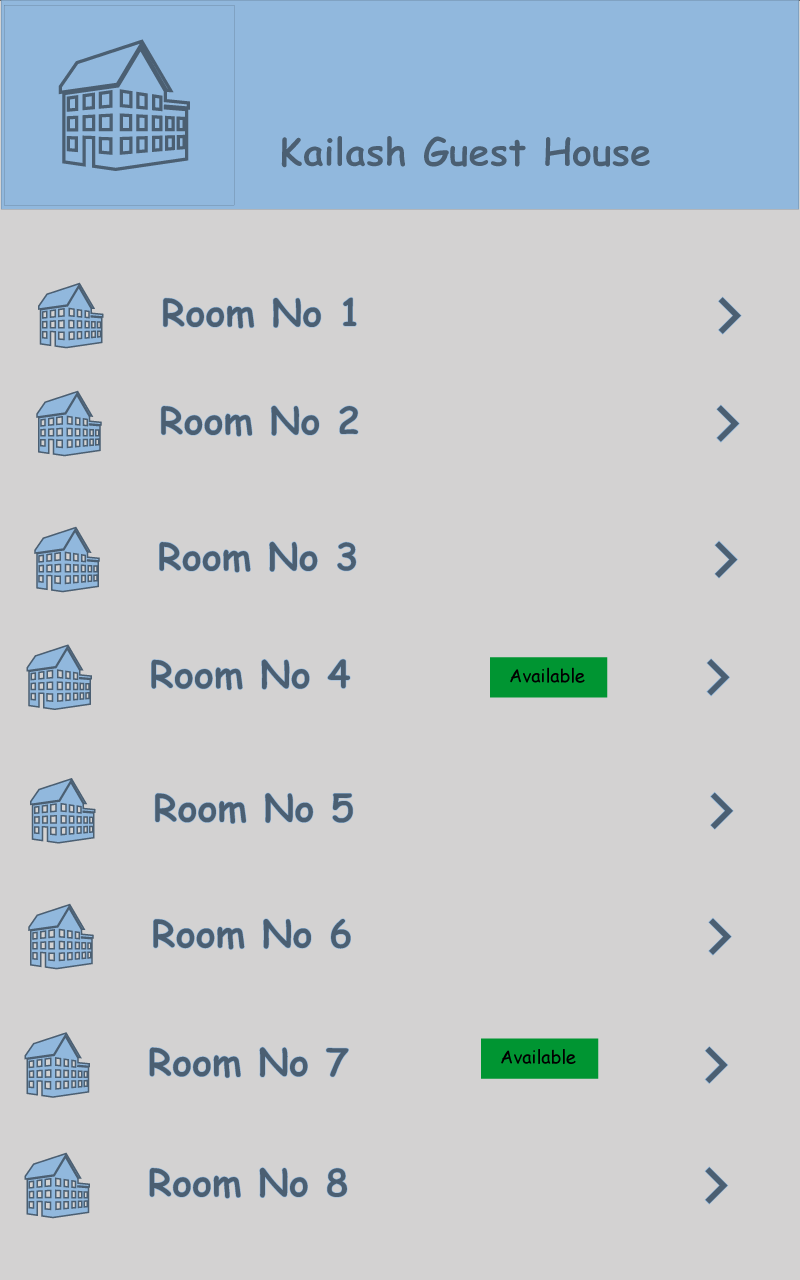 Kailash Guest House
Room No 1
Room No 2
Room No 3
Room No 4 Available
Room No 5
Room No 6
Room No 7 Available
Room No 8